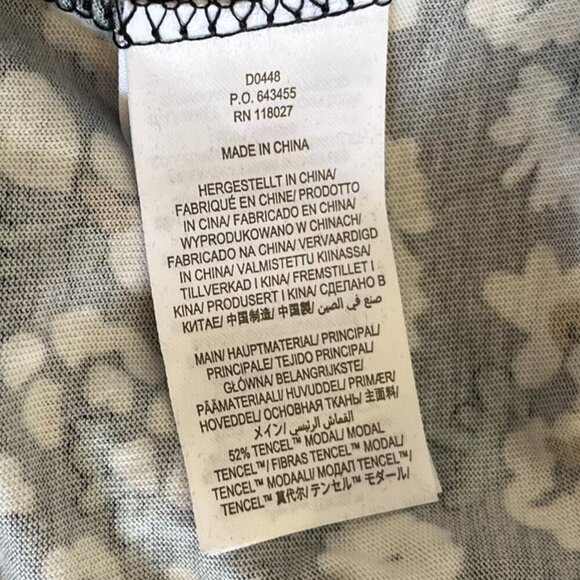 D0448
P.O. 643455
RN 118027
MADE IN CHINA
HERGESTELLT IN CHINA/
FABRIQUÉ EN CHINE/ PRODOTTO
IN CINA/ FABRICADO EN CHINA/
WYPRODUKOWANO W CHINACH/
FABRICADO NA CHINA/ VERVAARDIGD
IN CHINA/ VALMISTETTU KIINASSA/
TILLVERKAD I KINA/ FREMSTILLET I
KINA/ PRODUSERT I KINA/ СДЕЛАНО В
КИТАЕ/ 中国制造/ 中国製/ صنع في الصين
MAIN/ HAUPTMATERIAL/ PRINCIPAL/
PRINCIPALE/ TEJIDO PRINCIPAL/
GŁÓWNA/ BELANGRIJKSTE/
PÄÄMATERIAALI/ HUVUDDEL/ PRIMÆR/
HOVEDDEL/ ОСНОВНАЯ ТКАНЬ/ 主面料/
メイン/ القماش الرئيسي
52% TENCEL™ MODAL/ MODAL
TENCEL™/ FIBRAS TENCEL™ MODAL/
TENCEL™ MODAALI/ МОДАЛ TENCEL™/
TENCEL™ 莫代尔/ テンセル™ モダール/